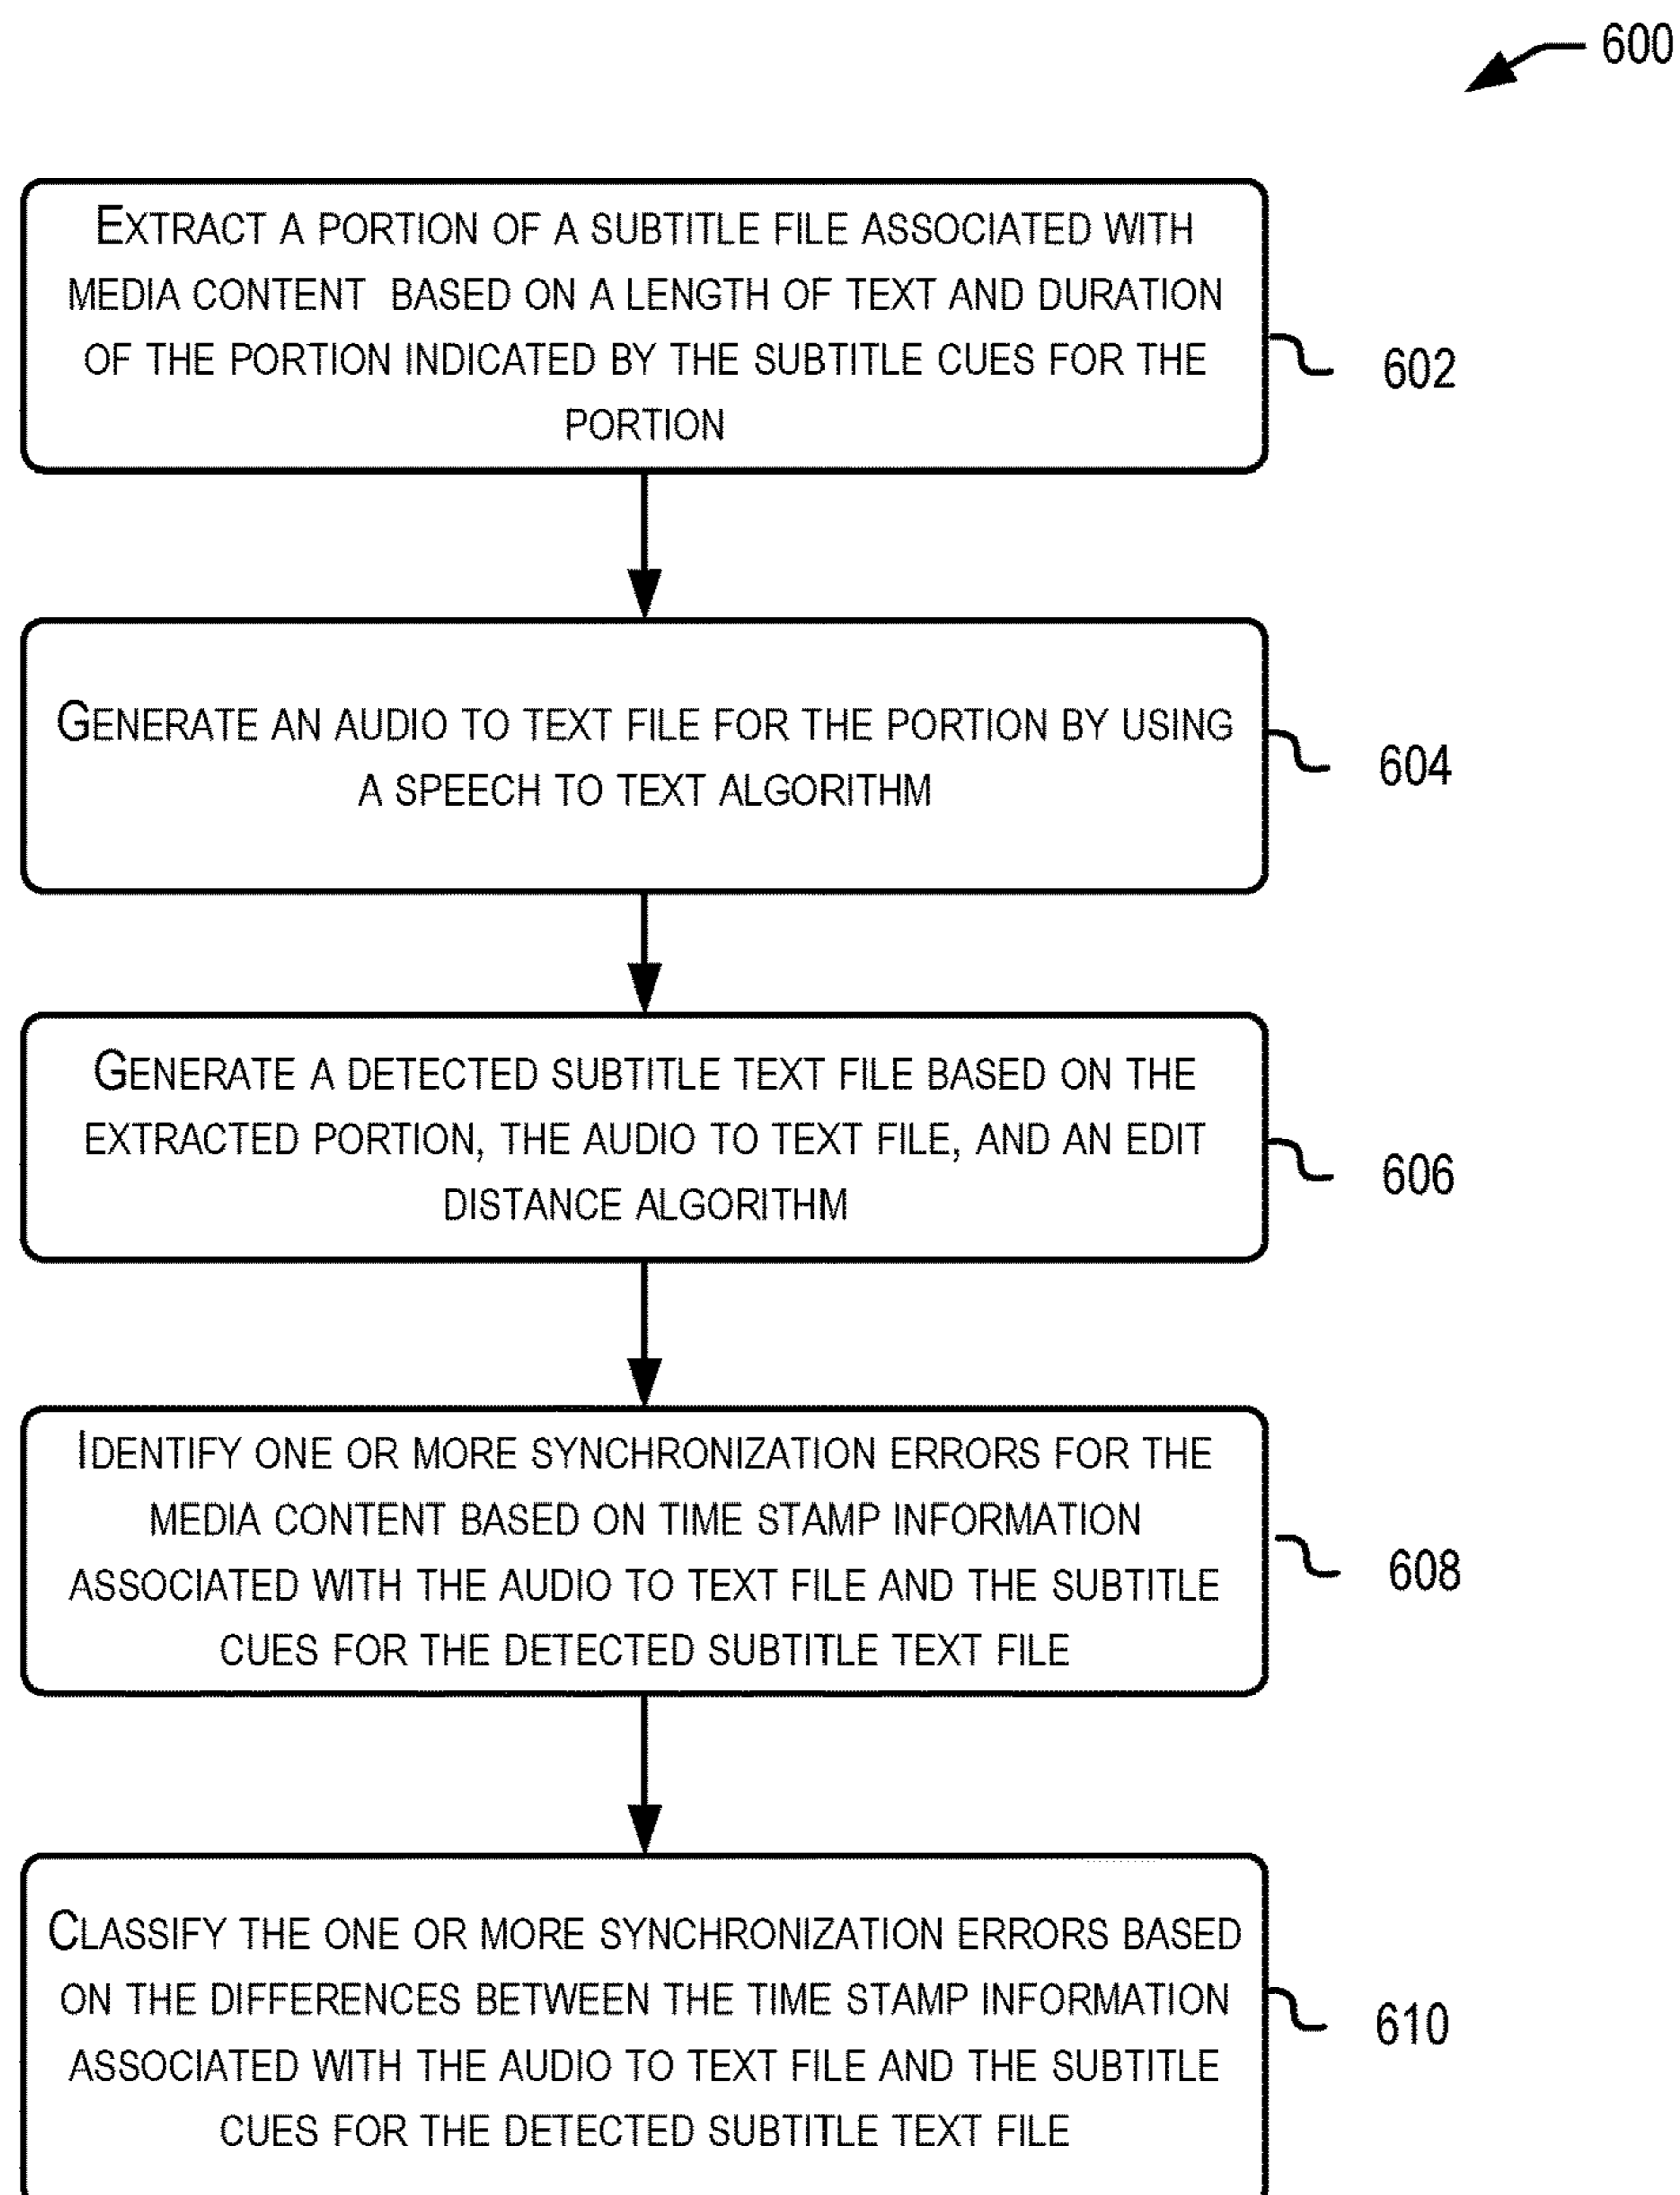 600
EXTRACT A PORTION OF A SUBTITLE FILE ASSOCIATED WITH
MEDIA CONTENT BASED ON A LENGTH OF TEXT AND DURATION
OF THE PORTION INDICATED BY THE SUBTITLE CUES FOR THE
PORTION
602
GENERATE AN AUDIO TO TEXT FILE FOR THE PORTION BY USING
A SPEECH TO TEXT ALGORITHM
604
GENERATE A DETECTED SUBTITLE TEXT FILE BASED ON THE
EXTRACTED PORTION, THE AUDIO TO TEXT FILE, AND AN EDIT
DISTANCE ALGORITHM
606
IDENTIFY ONE OR MORE SYNCHRONIZATION ERRORS FOR THE
MEDIA CONTENT BASED ON TIME STAMP INFORMATION
ASSOCIATED WITH THE AUDIO TO TEXT FILE AND THE SUBTITLE
CUES FOR THE DETECTED SUBTITLE TEXT FILE
608
CLASSIFY THE ONE OR MORE SYNCHRONIZATION ERRORS BASED
ON THE DIFFERENCES BETWEEN THE TIME STAMP INFORMATION
ASSOCIATED WITH THE AUDIO TO TEXT FILE AND THE SUBTITLE
CUES FOR THE DETECTED SUBTITLE TEXT FILE
610